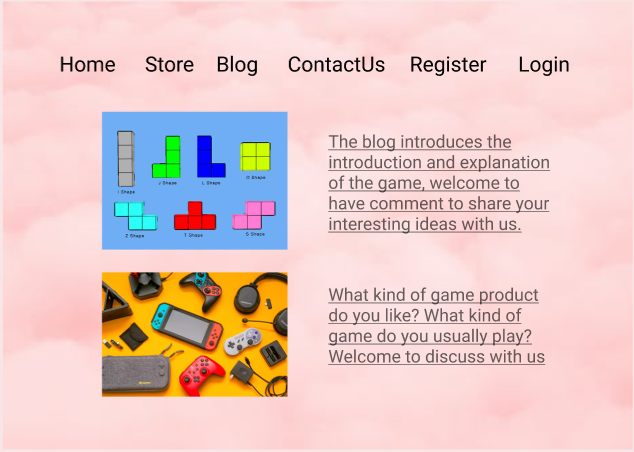 Home Store Blog ContactUs Register Login
I Shape
J Shape
L Shape
O Shape
Z Shape
T Shape
S Shape
The blog introduces the
introduction and explanation
of the game, welcome to
have comment to share your
interesting ideas with us.
What kind of game product
do you like? What kind of
game do you usually play?
Welcome to discuss with us